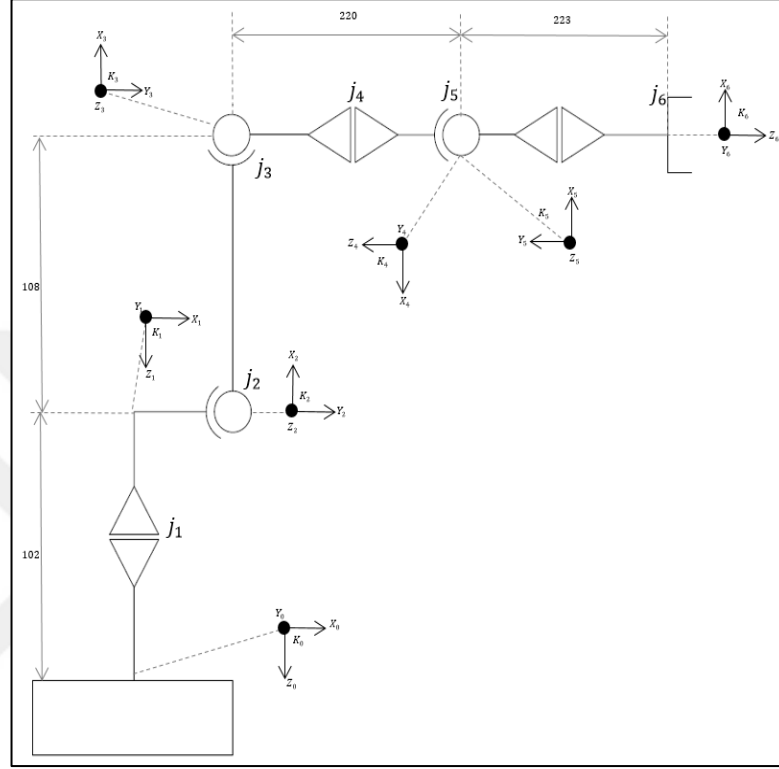 220
223
X₃
K₃
Y₃
Z₃
j₄
j₅
j₆
X₆
K₆
Z₆
Y₆
j₃
X₅
K₅
Y₅
Z₅
Y₄
Z₄
K₄
X₄
108
Y₁
X₁
K₁
Z₁
j₂
X₂
K₂
Y₂
Z₂
j₁
102
Y₀
X₀
K₀
Z₀